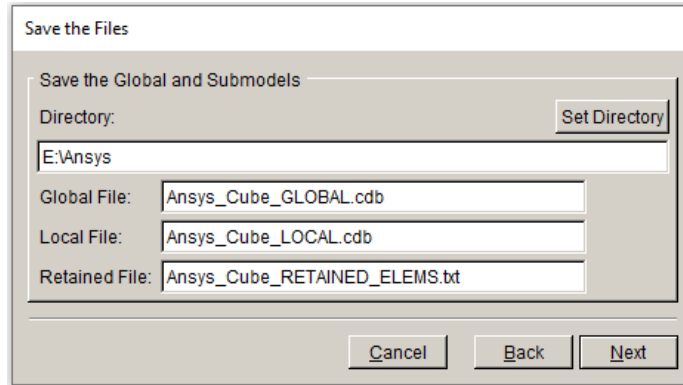 Save the Files
Save the Global and Submodels
Directory: Set Directory
E:\Ansys
Global File: Ansys_Cube_GLOBAL.cdb
Local File: Ansys_Cube_LOCAL.cdb
Retained File: Ansys_Cube_RETAINED_ELEMS.txt
Cancel Back Next